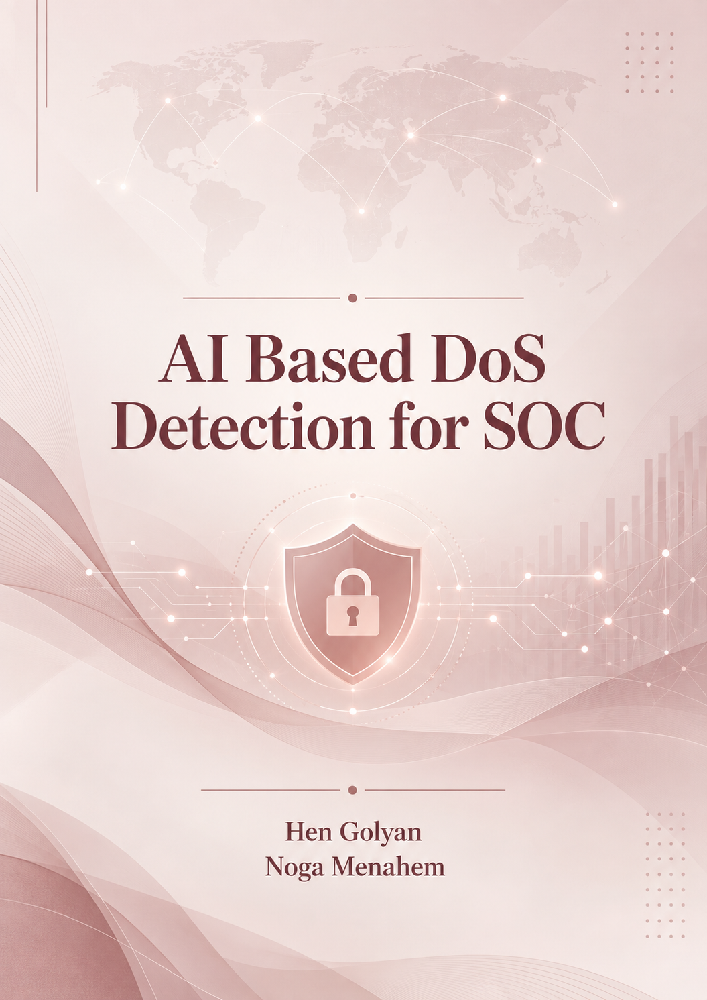 AI Based DoS
Detection for SOC
Hen Golyan
Noga Menahem